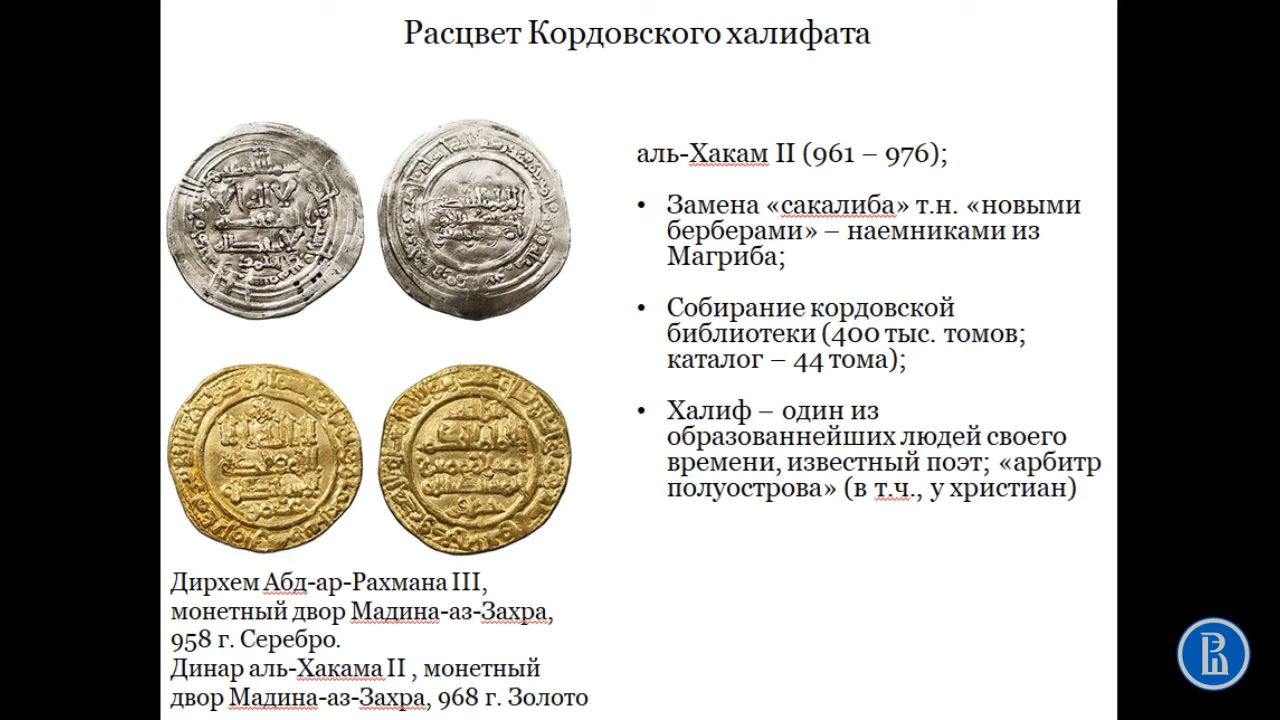 Расцвет Кордовского халифата
аль-Хакам II (961 – 976);
• Замена «сакалиба» т.н. «новыми
берберами» – наемниками из
Магриба;
• Собирание кордовской
библиотеки (400 тыс. томов;
каталог – 44 тома);
• Халиф – один из
образованнейших людей своего
времени, известный поэт; «арбитр
полуострова» (в т.ч., у христиан)
Дирхем Абд-ар-Рахмана III,
монетный двор Мадина-аз-Захра,
958 г. Серебро.
Динар аль-Хакама II , монетный
двор Мадина-аз-Захра, 968 г. Золото